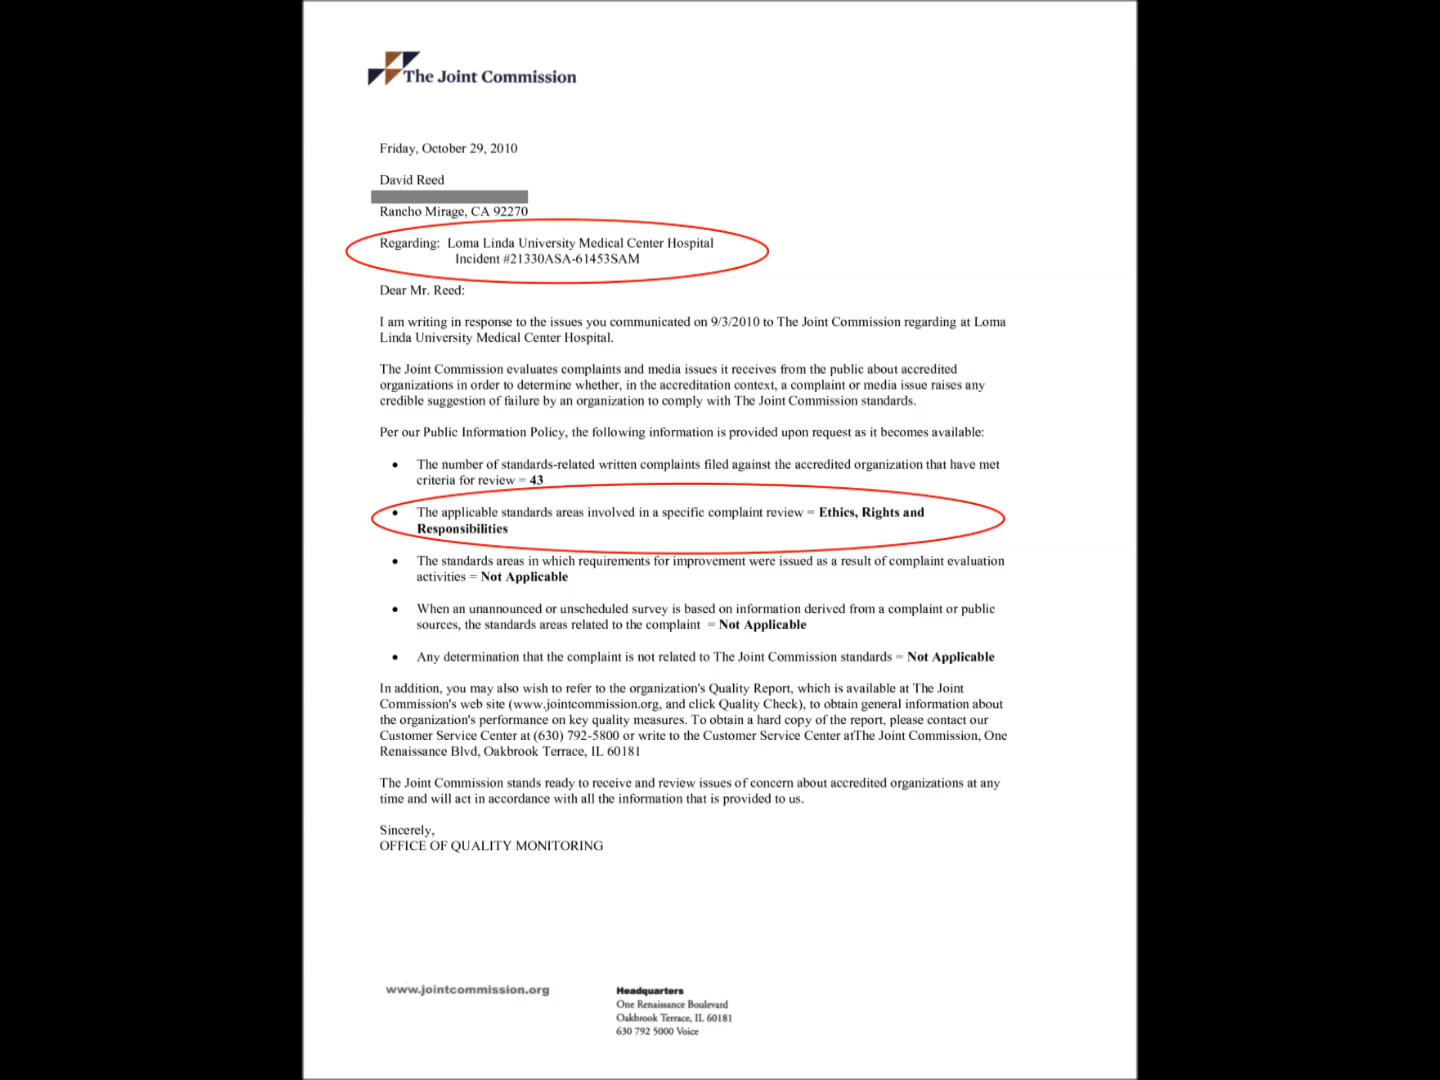 The Joint Commission
Friday, October 29, 2010
David Reed
Rancho Mirage, CA 92270
Regarding: Loma Linda University Medical Center Hospital
Incident #21330ASA-61453SAM
Dear Mr. Reed:
I am writing in response to the issues you communicated on 9/3/2010 to The Joint Commission regarding at Loma
Linda University Medical Center Hospital.
The Joint Commission evaluates complaints and media issues it receives from the public about accredited
organizations in order to determine whether, in the accreditation context, a complaint or media issue raises any
credible suggestion of failure by an organization to comply with The Joint Commission standards.
Per our Public Information Policy, the following information is provided upon request as it becomes available:
• The number of standards-related written complaints filed against the accredited organization that have met
criteria for review = 43
• The applicable standards areas involved in a specific complaint review = Ethics, Rights and
Responsibilities
• The standards areas in which requirements for improvement were issued as a result of complaint evaluation
activities = Not Applicable
• When an unannounced or unscheduled survey is based on information derived from a complaint or public
sources, the standards areas related to the complaint = Not Applicable
• Any determination that the complaint is not related to The Joint Commission standards = Not Applicable
In addition, you may also wish to refer to the organization's Quality Report, which is available at The Joint
Commission's web site (www.jointcommission.org, and click Quality Check), to obtain general information about
the organization's performance on key quality measures. To obtain a hard copy of the report, please contact our
Customer Service Center at (630) 792-5800 or write to the Customer Service Center atThe Joint Commission, One
Renaissance Blvd, Oakbrook Terrace, IL 60181
The Joint Commission stands ready to receive and review issues of concern about accredited organizations at any
time and will act in accordance with all the information that is provided to us.
Sincerely,
OFFICE OF QUALITY MONITORING
www.jointcommission.org
Headquarters
One Renaissance Boulevard
Oakbrook Terrace, IL 60181
630 792 5000 Voice